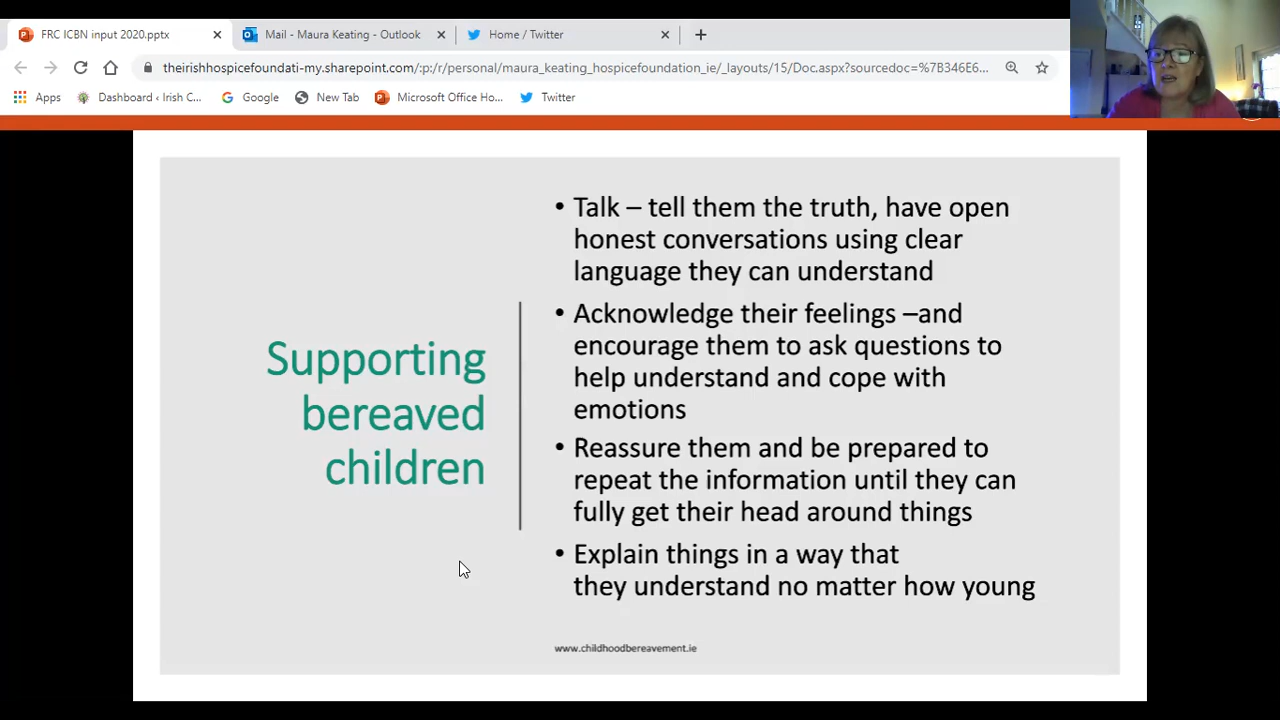 FRC ICBN input 2020.pptx
Mail - Maura Keating - Outlook
Home / Twitter
theirishhospicefoundati-my.sharepoint.com/:p:/r/personal/maura_keating_hospicefoundation_ie/_layouts/15/Doc.aspx?sourcedoc=%7B346E6...
Apps
Dashboard ‹ Irish C...
Google
New Tab
Microsoft Office Ho...
Twitter
Supporting
bereaved
children
• Talk – tell them the truth, have open
honest conversations using clear
language they can understand
• Acknowledge their feelings –and
encourage them to ask questions to
help understand and cope with
emotions
• Reassure them and be prepared to
repeat the information until they can
fully get their head around things
• Explain things in a way that
they understand no matter how young
www.childhoodbereavement.ie